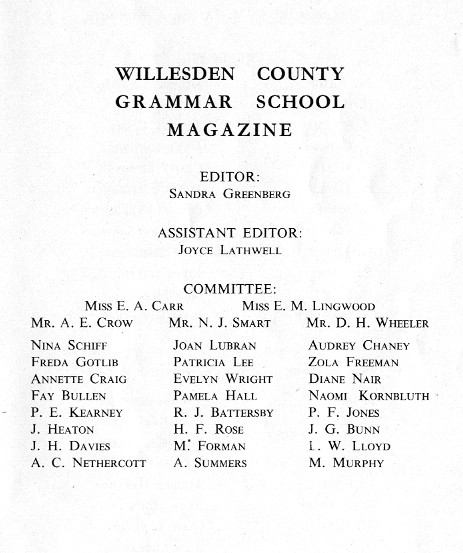 WILLESDEN COUNTY
GRAMMAR SCHOOL
MAGAZINE
EDITOR:
SANDRA GREENBERG
ASSISTANT EDITOR:
JOYCE LATHWELL
COMMITTEE:
MISS E. A. CARR MISS E. M. LINGWOOD
MR. A. E. CROW MR. N. J. SMART MR. D. H. WHEELER
NINA SCHIFF JOAN LUBRAN AUDREY CHANEY
FREDA GOTLIB PATRICIA LEE ZOLA FREEMAN
ANNETTE CRAIG EVELYN WRIGHT DIANE NAIR
FAY BULLEN PAMELA HALL NAOMI KORNBLUTH
P. E. KEARNEY R. J. BATTERSBY P. F. JONES
J. HEATON H. F. ROSE J. G. BUNN
J. H. DAVIES M. FORMAN W. LLOYD
A. C. NETHERCOTT A. SUMMERS M. MURPHY